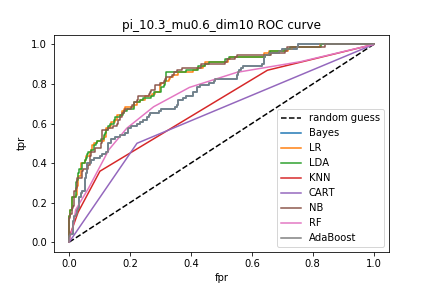 pi_10.3_mu0.6_dim10 ROC curve
tpr
1.0
0.8
0.6
0.4
0.2
0.0
random guess
Bayes
LR
LDA
KNN
CART
NB
RF
AdaBoost
0.0 0.2 0.4 0.6 0.8 1.0
fpr